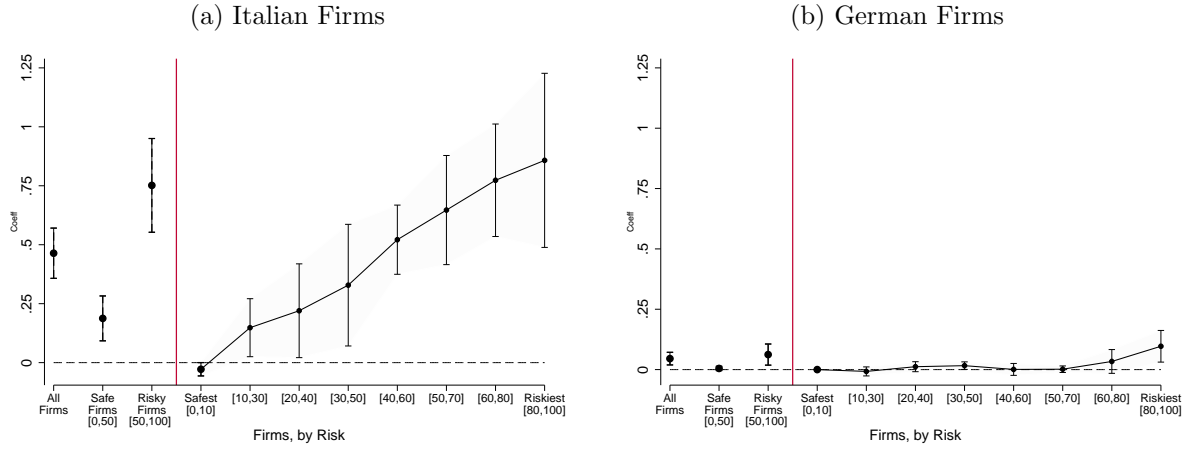 (a) Italian Firms
1.25
1
.75
.5
.25
0
Coeff
All
Firms
Safe
Firms
[0,50]
Risky
Firms
[50,100]
Safest
[0,10]
[10,30]
[20,40]
[30,50]
[40,60]
[50,70]
[60,80]
Riskiest
[80,100]
Firms, by Risk
(b) German Firms
1.25
1
.75
.5
.25
0
Coeff
All
Firms
Safe
Firms
[0,50]
Risky
Firms
[50,100]
Safest
[0,10]
[10,30]
[20,40]
[30,50]
[40,60]
[50,70]
[60,80]
Riskiest
[80,100]
Firms, by Risk